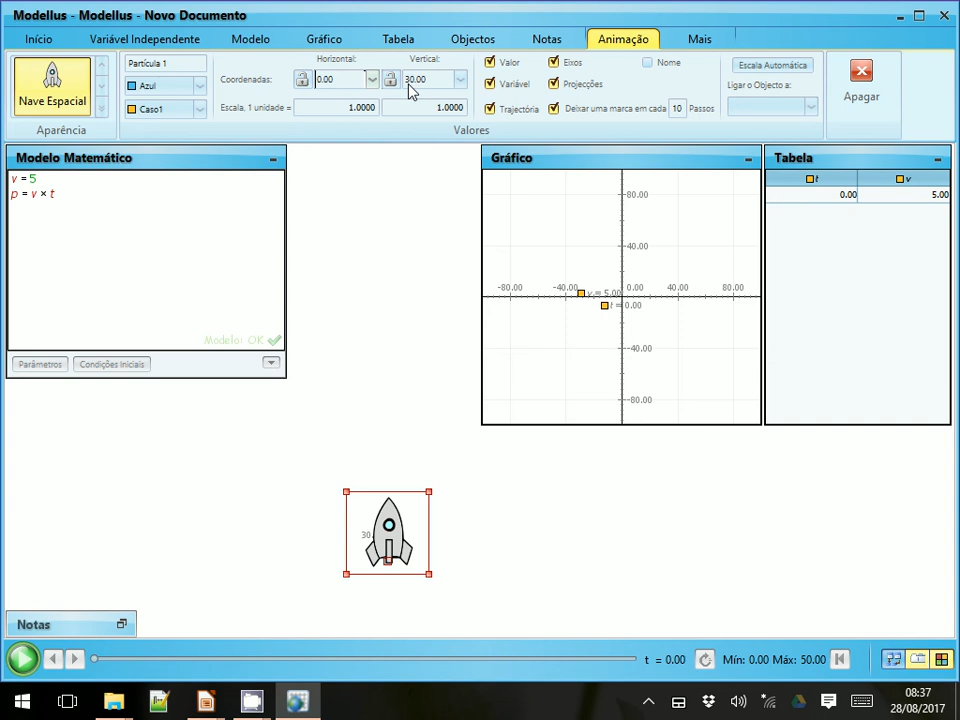 Modellus - Modellus - Novo Documento
Início Variável Independente Modelo Gráfico Tabela Objectos Notas Animação Mais
Nave Espacial
Aparência
Partícula 1
Azul
Caso1
Horizontal: Vertical:
Coordenadas: 0.00 30.00
Escala, 1 unidade = 1.0000 1.0000
Valor Eixos Nome
Variável Projecções
Trajectória Deixar uma marca em cada 10 Passos
Escala Automática
Ligar o Objecto a:
Valores
Apagar
Modelo Matemático
v = 5
p = v × t
Modelo: OK
Parâmetros Condições Iniciais
Gráfico
80.00
40.00
-80.00 -40.00 0.00 40.00 80.00
v = 5.00
t = 0.00
-40.00
-80.00
Tabela
t v
0.00 5.00
30.
Notas
t = 0.00 Mín: 0.00 Máx: 50.00
08:37
28/08/2017